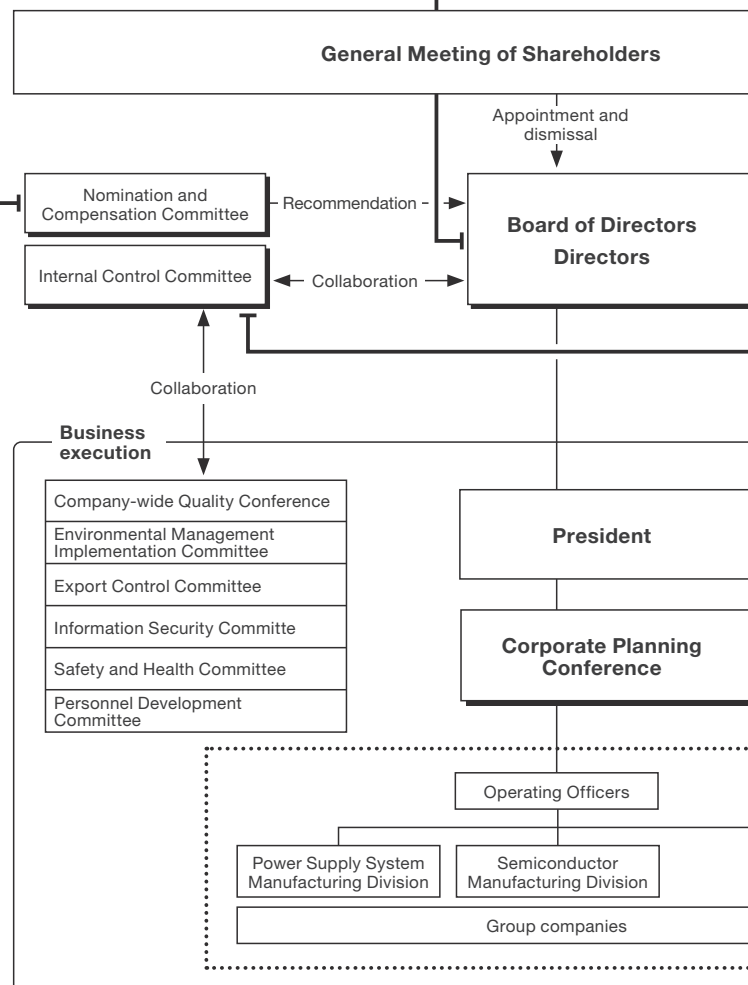 General Meeting of Shareholders
Appointment and
dismissal
Nomination and
Compensation Committee
Recommendation
Board of Directors
Directors
Internal Control Committee
Collaboration
Collaboration
Business
execution
Company-wide Quality Conference
Environmental Management
Implementation Committee
Export Control Committee
Information Security Committe
Safety and Health Committee
Personnel Development
Committee
President
Corporate Planning
Conference
Operating Officers
Power Supply System
Manufacturing Division
Semiconductor
Manufacturing Division
Group companies